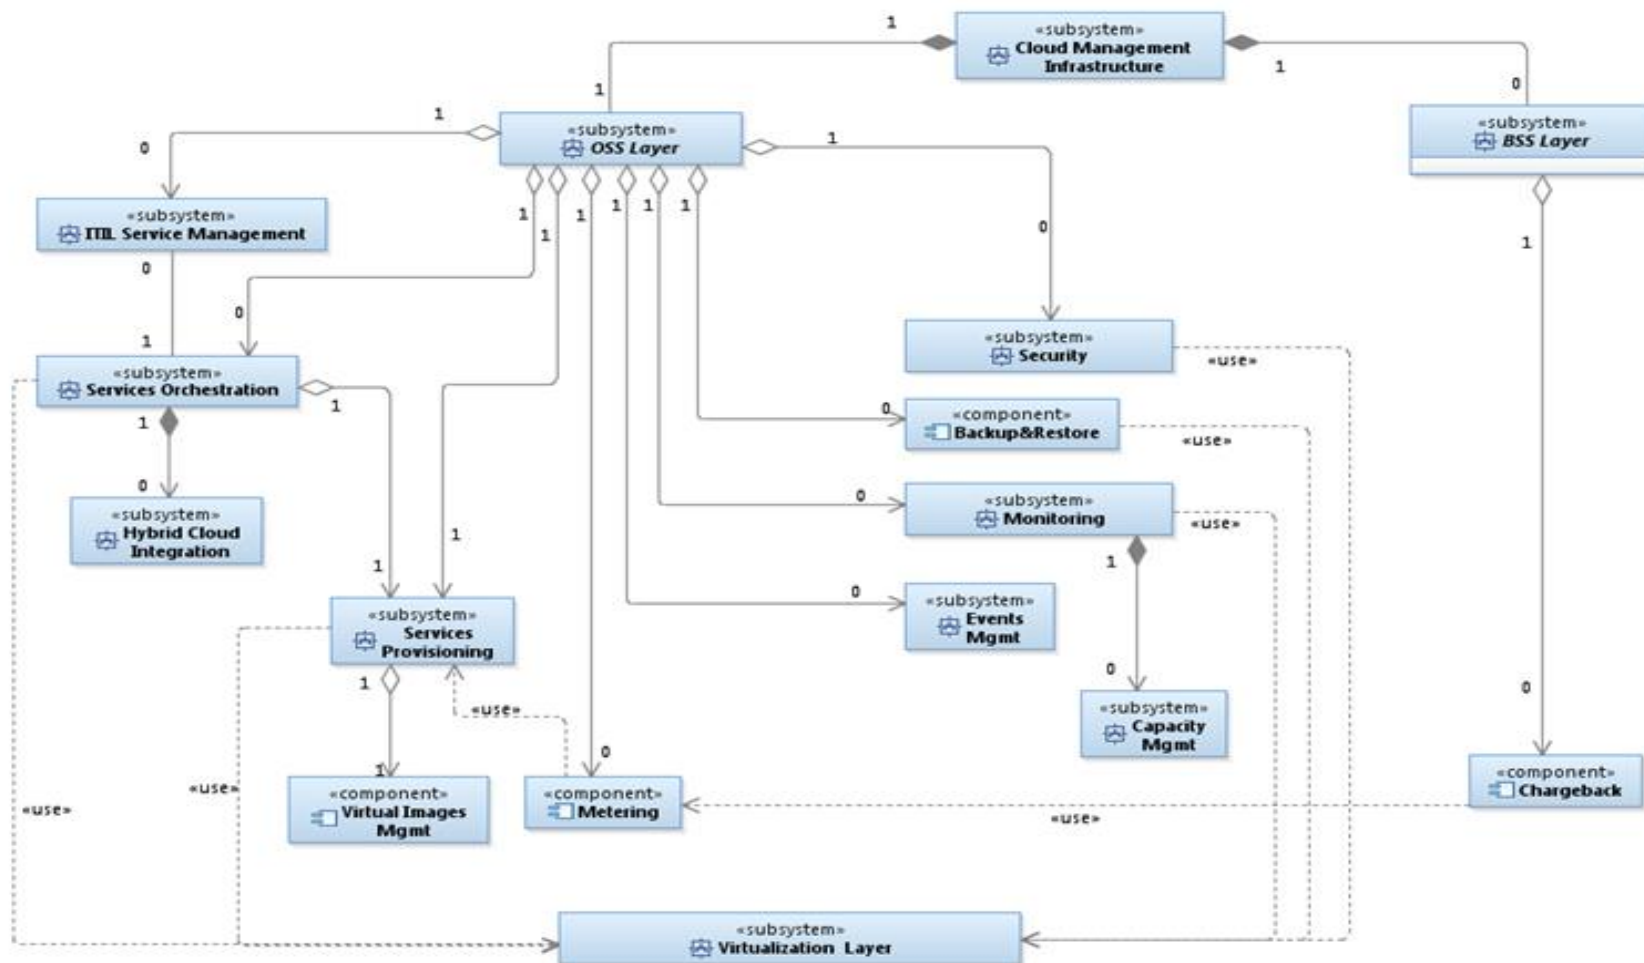 «subsystem»
Cloud Management
Infrastructure
1
1
1
0
1
«subsystem»
OSS Layer
1
«subsystem»
BSS Layer
0
«subsystem»
ITIL Service Management
1
1
1
1
1
1
0
1
0
0
1
«subsystem»
Services Orchestration
1
1
0
«subsystem»
Hybrid Cloud
Integration
«subsystem»
Security
«use»
0
«component»
Backup&Restore
«use»
0
«subsystem»
Monitoring
«use»
1
1
1
0
«subsystem»
Events
Mgmt
«subsystem»
Services
Provisioning
1
0
«subsystem»
Capacity
Mgmt
0
«use»
0
«use»
1
«component»
Virtual Images
Mgmt
«component»
Metering
«component»
Chargeback
«use»
«use»
«subsystem»
Virtualization Layer